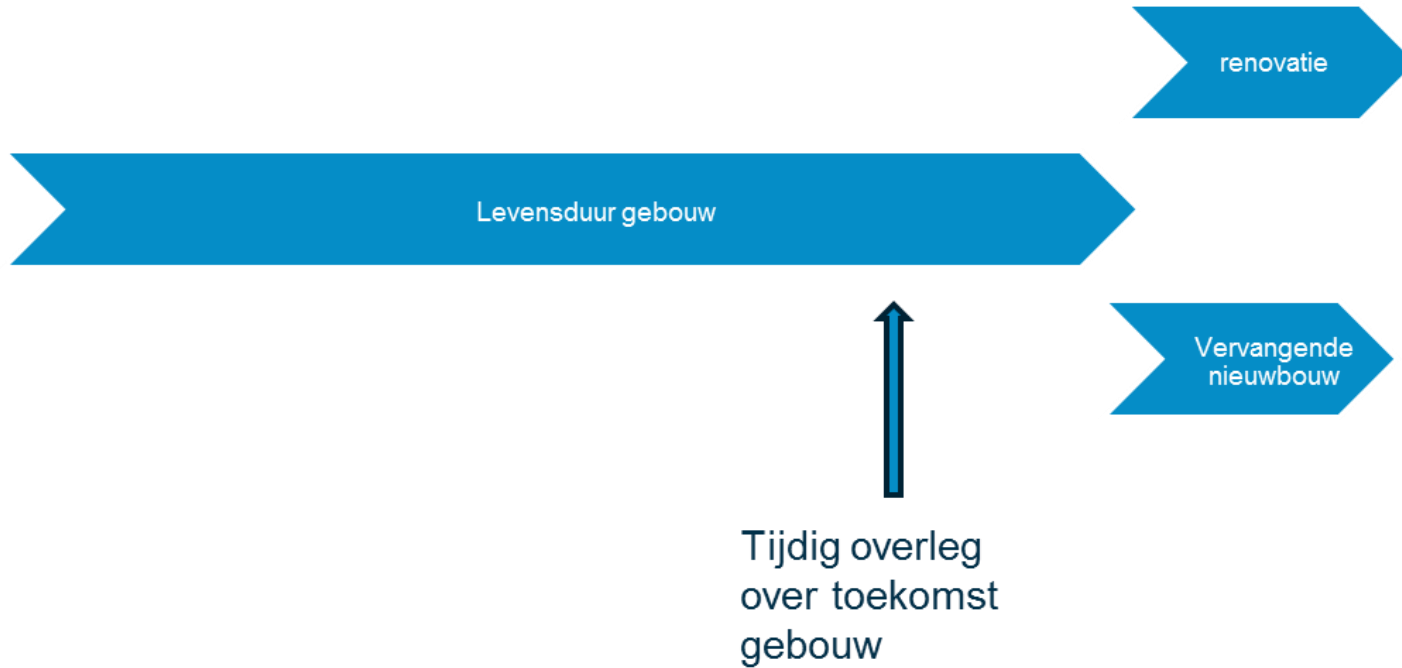 renovatie
Levensduur gebouw
Vervangende
nieuwbouw
Tijdig overleg
over toekomst
gebouw